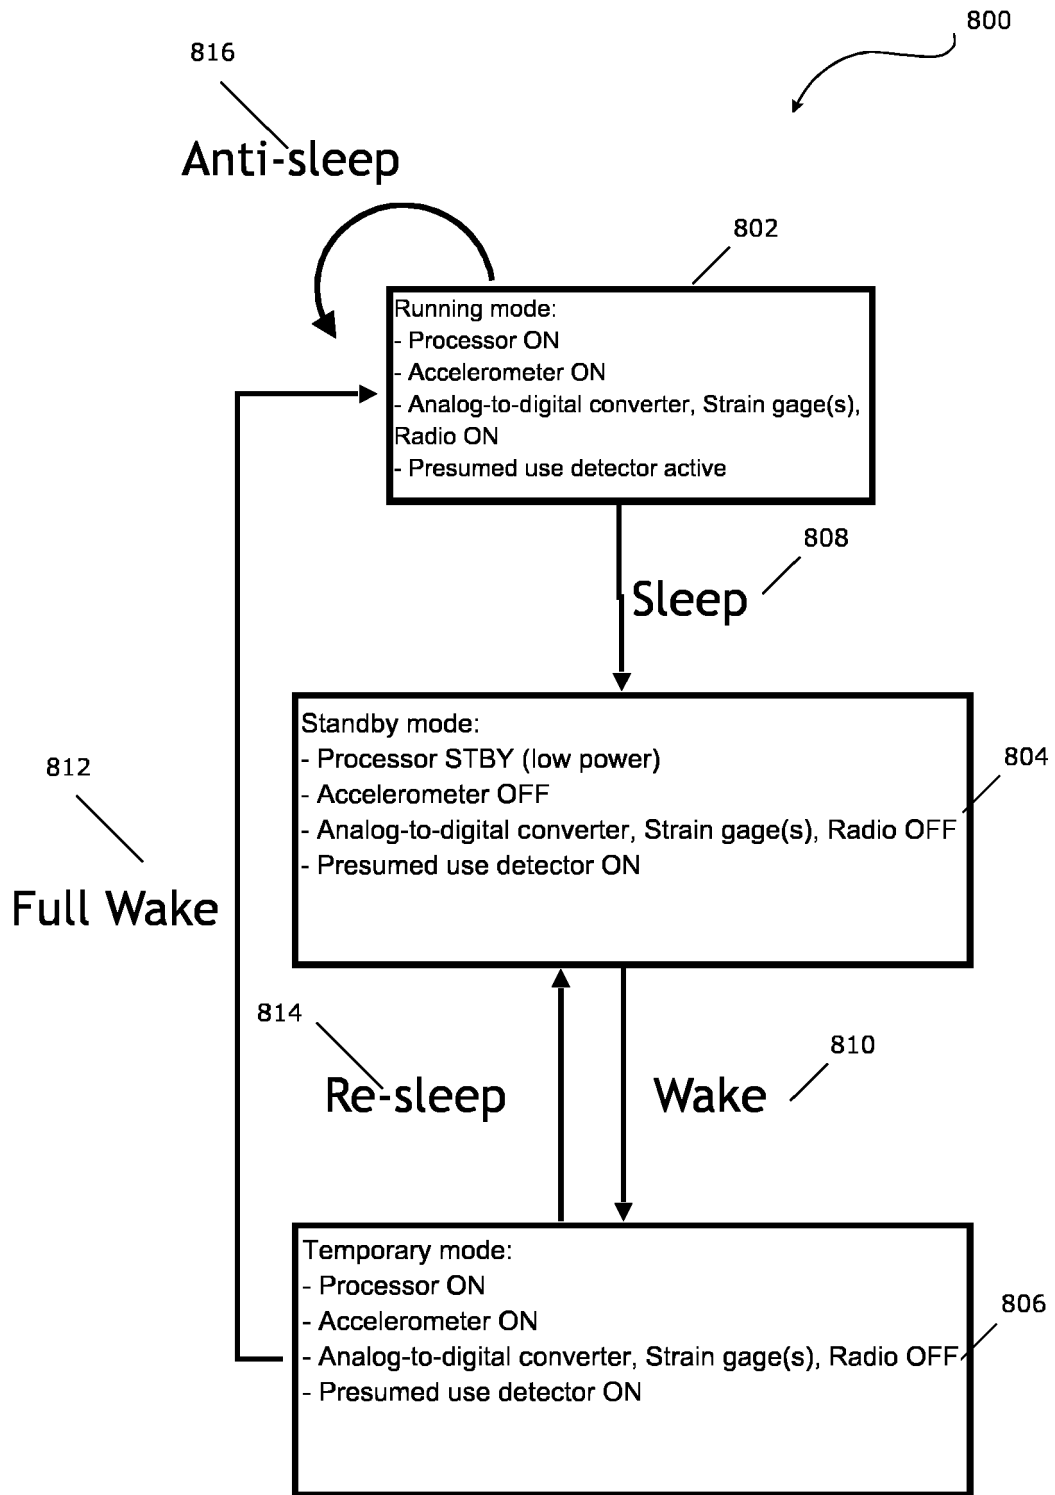 800
816
Anti-sleep
802
Running mode:
- Processor ON
- Accelerometer ON
- Analog-to-digital converter, Strain gage(s),
Radio ON
- Presumed use detector active
808
Sleep
Standby mode:
- Processor STBY (low power)
- Accelerometer OFF
- Analog-to-digital converter, Strain gage(s), Radio OFF
- Presumed use detector ON
804
812
Full Wake
814
Re-sleep
810
Wake
Temporary mode:
- Processor ON
- Accelerometer ON
- Analog-to-digital converter, Strain gage(s), Radio OFF
- Presumed use detector ON
806